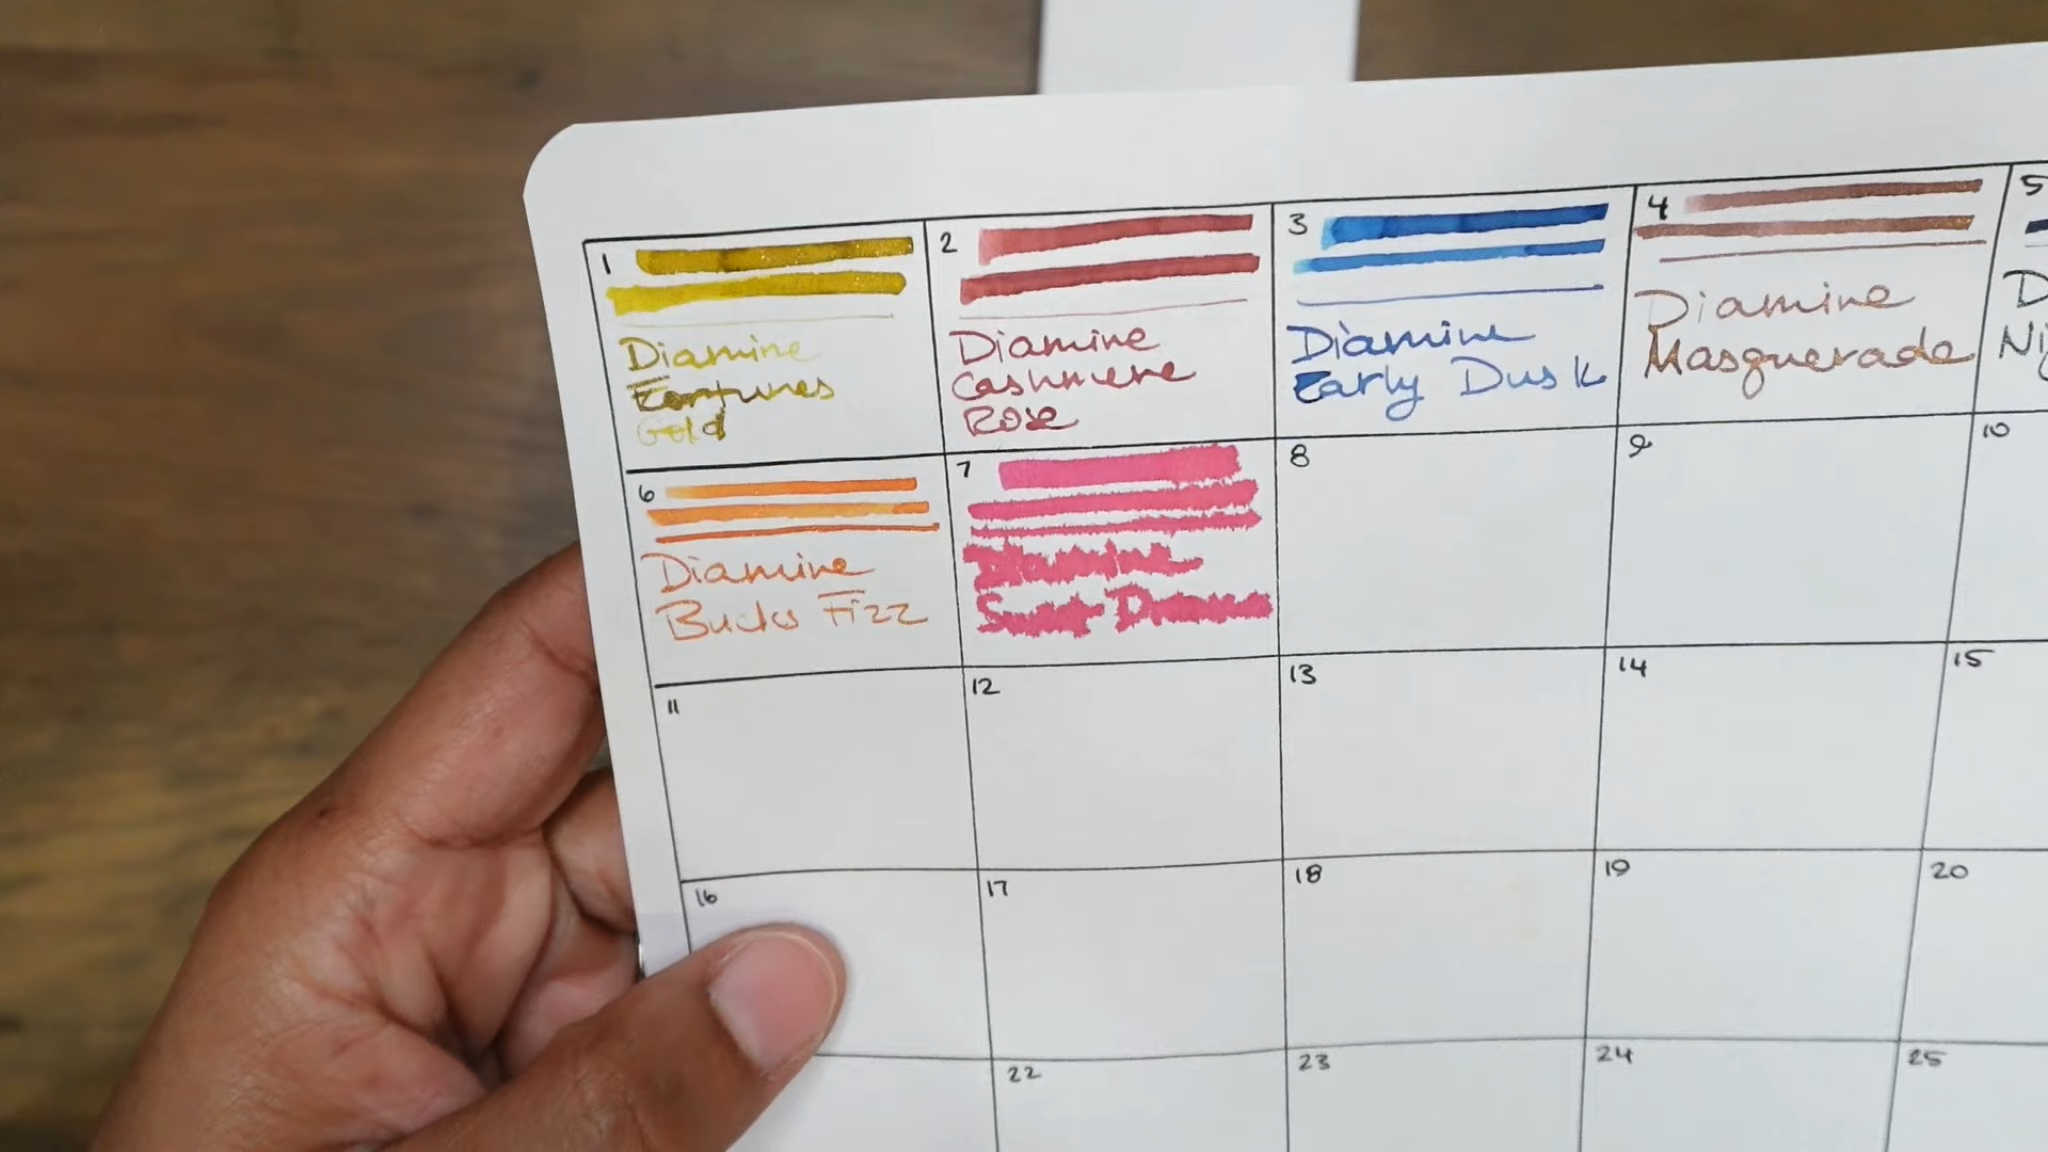 1
Diamine
Fortunes
Gold
2
Diamine
Cashmere
Rose
3
Diamine
Early Dusk
4
Diamine
Masquerade
5
D
Ni
6
Diamine
Bucks Fizz
7
Diamine
Sweet Dreams
8
9
10
11
12
13
14
15
16
17
18
19
20
22
23
24
25